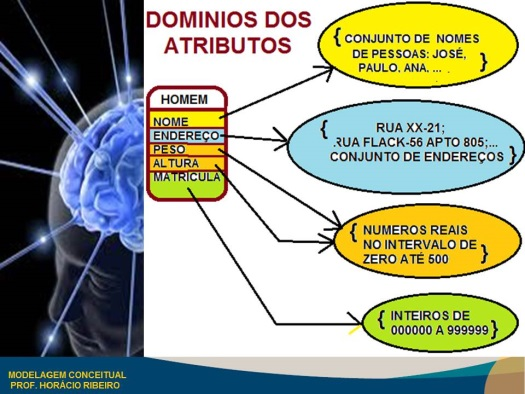 DOMINIOS DOS
ATRIBUTOS
{ CONJUNTO DE NOMES
DE PESSOAS: JOSÉ,
PAULO, ANA, ... }
HOMEM
NOME
ENDEREÇO
PESO
ALTURA
MATRICULA
{ RUA XX-21;
.RUA FLACK-56 APTO 805;...
CONJUNTO DE ENDEREÇOS }
{ NUMEROS REAIS
NO INTERVALO DE
ZERO ATÉ 500 }
{ INTEIROS DE
000000 A 999999 }
MODELAGEM CONCEITUAL
PROF. HORÁCIO RIBEIRO